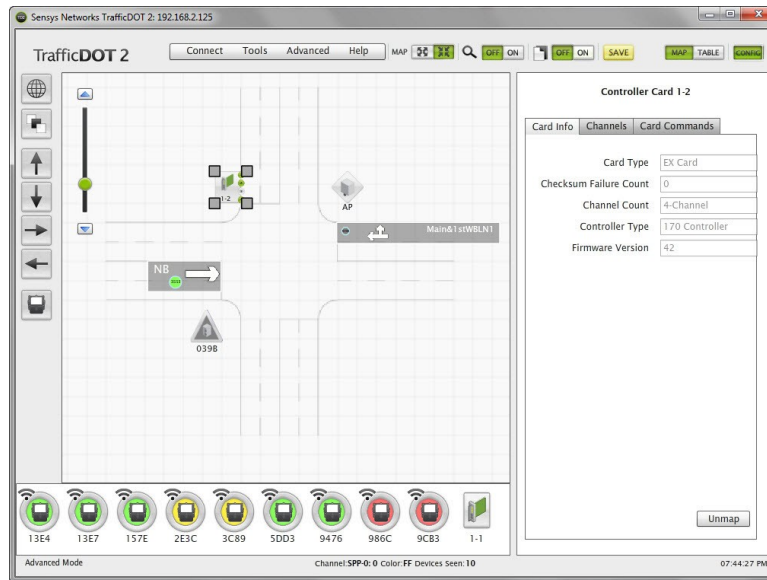 Sensys Networks TrafficDOT 2: 192.168.2.125
TrafficDOT 2
Connect Tools Advanced Help MAP OFF ON OFF ON SAVE MAP TABLE CONFIG
Controller Card 1-2
Card Info Channels Card Commands
Card Type EX Card
Checksum Failure Count 0
Channel Count 4-Channel
Controller Type 170 Controller
Firmware Version 42
1-2
AP
Main&1stWBLN1
NB
039B
Unmap
13E4 13E7 157E 2E3C 3C89 5DD3 9476 986C 9CB3 1-1
Advanced Mode Channel:SPP-0: 0 Color:FF Devices Seen:10 07:44:27 PM